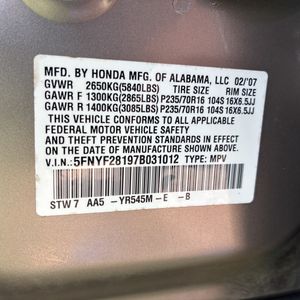 MFD. BY HONDA MFG. OF ALABAMA, LLC 02/'07
GVWR 2650KG(5840LBS) TIRE SIZE RIM SIZE
GAWR F 1300KG(2865LBS) P235/70R16 104S 16X6.5JJ
GAWR R 1400KG(3085LBS) P235/70R16 104S 16X6.5JJ
THIS VEHICLE CONFORMS TO ALL APPLICABLE
FEDERAL MOTOR VEHICLE SAFETY
AND THEFT PREVENTION STANDARDS
IN EFFECT ON THE DATE
OF MANUFACTURE SHOWN ABOVE.
V.I.N.: 5FNYF28197B031012 TYPE: MPV
STW 7 AA5 -YR545M-E -B